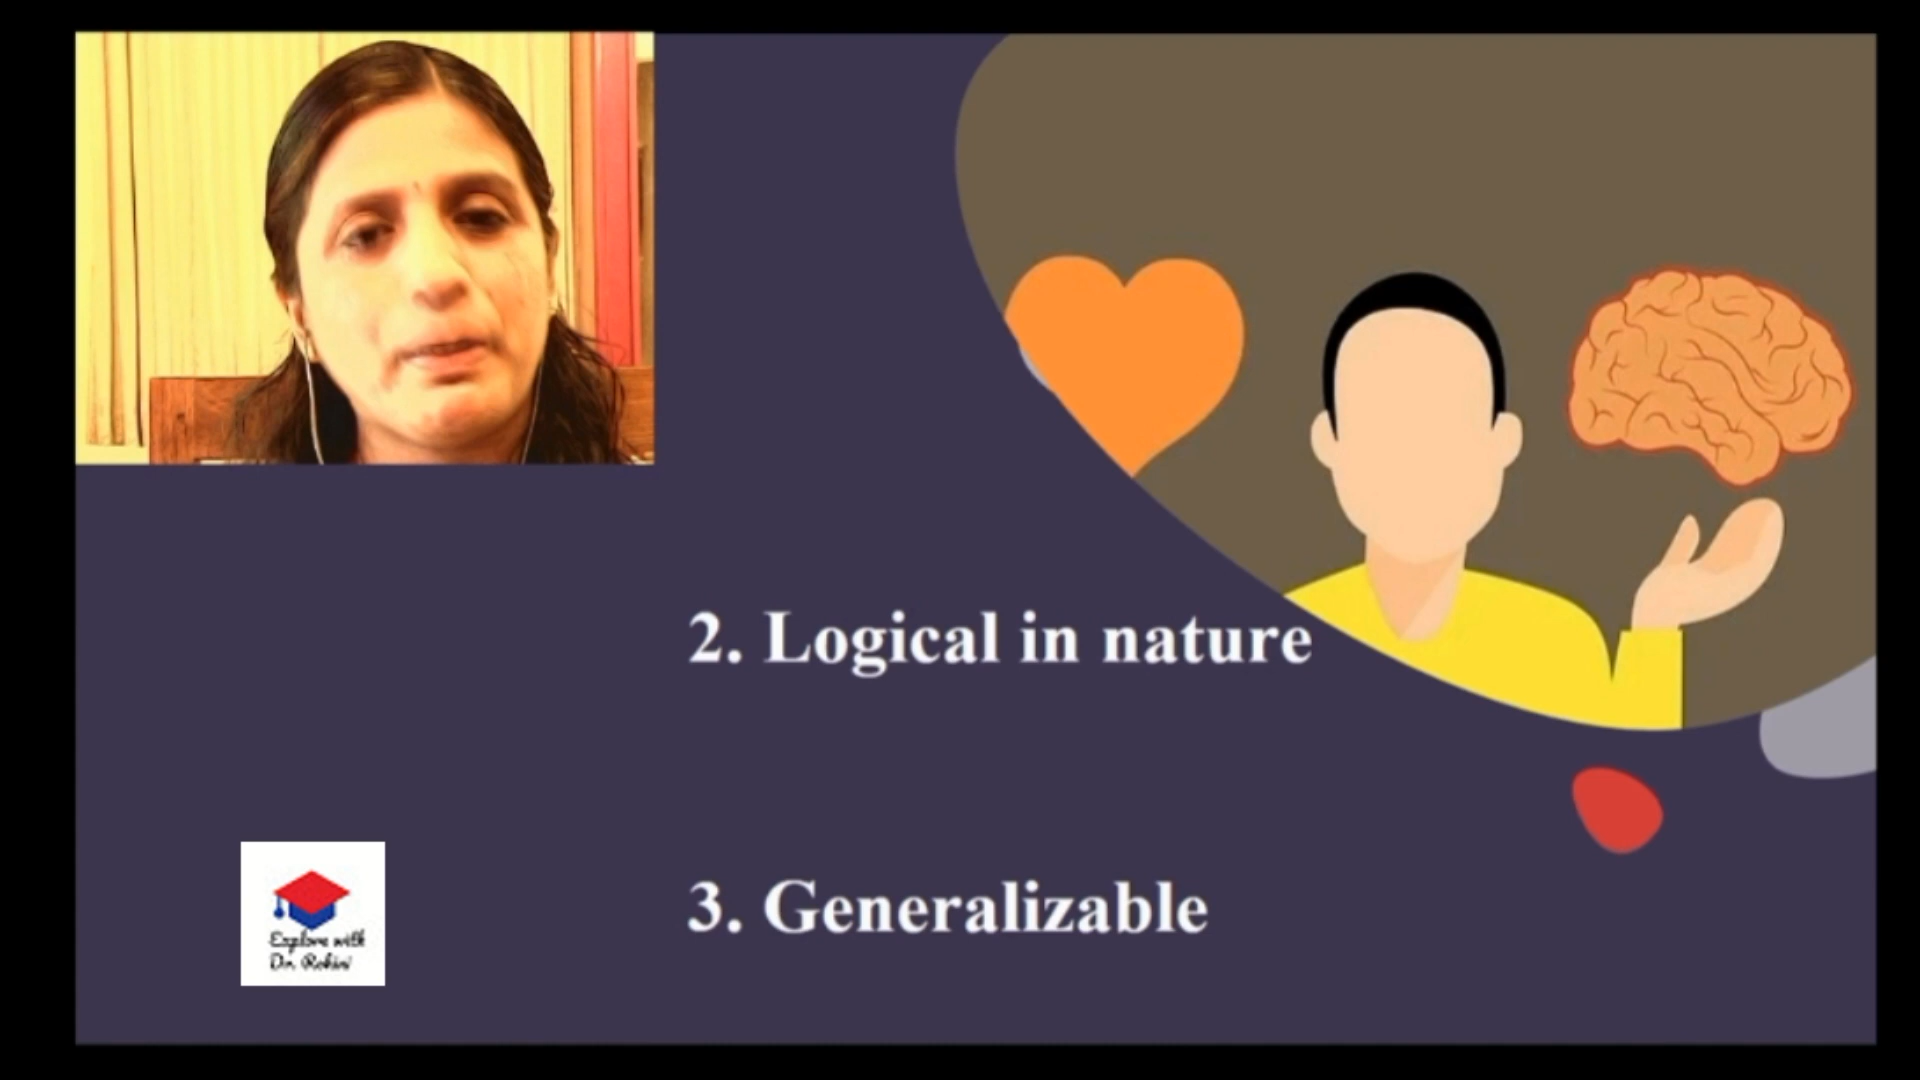 2. Logical in nature
3. Generalizable
Explore with
Dr. Rohini